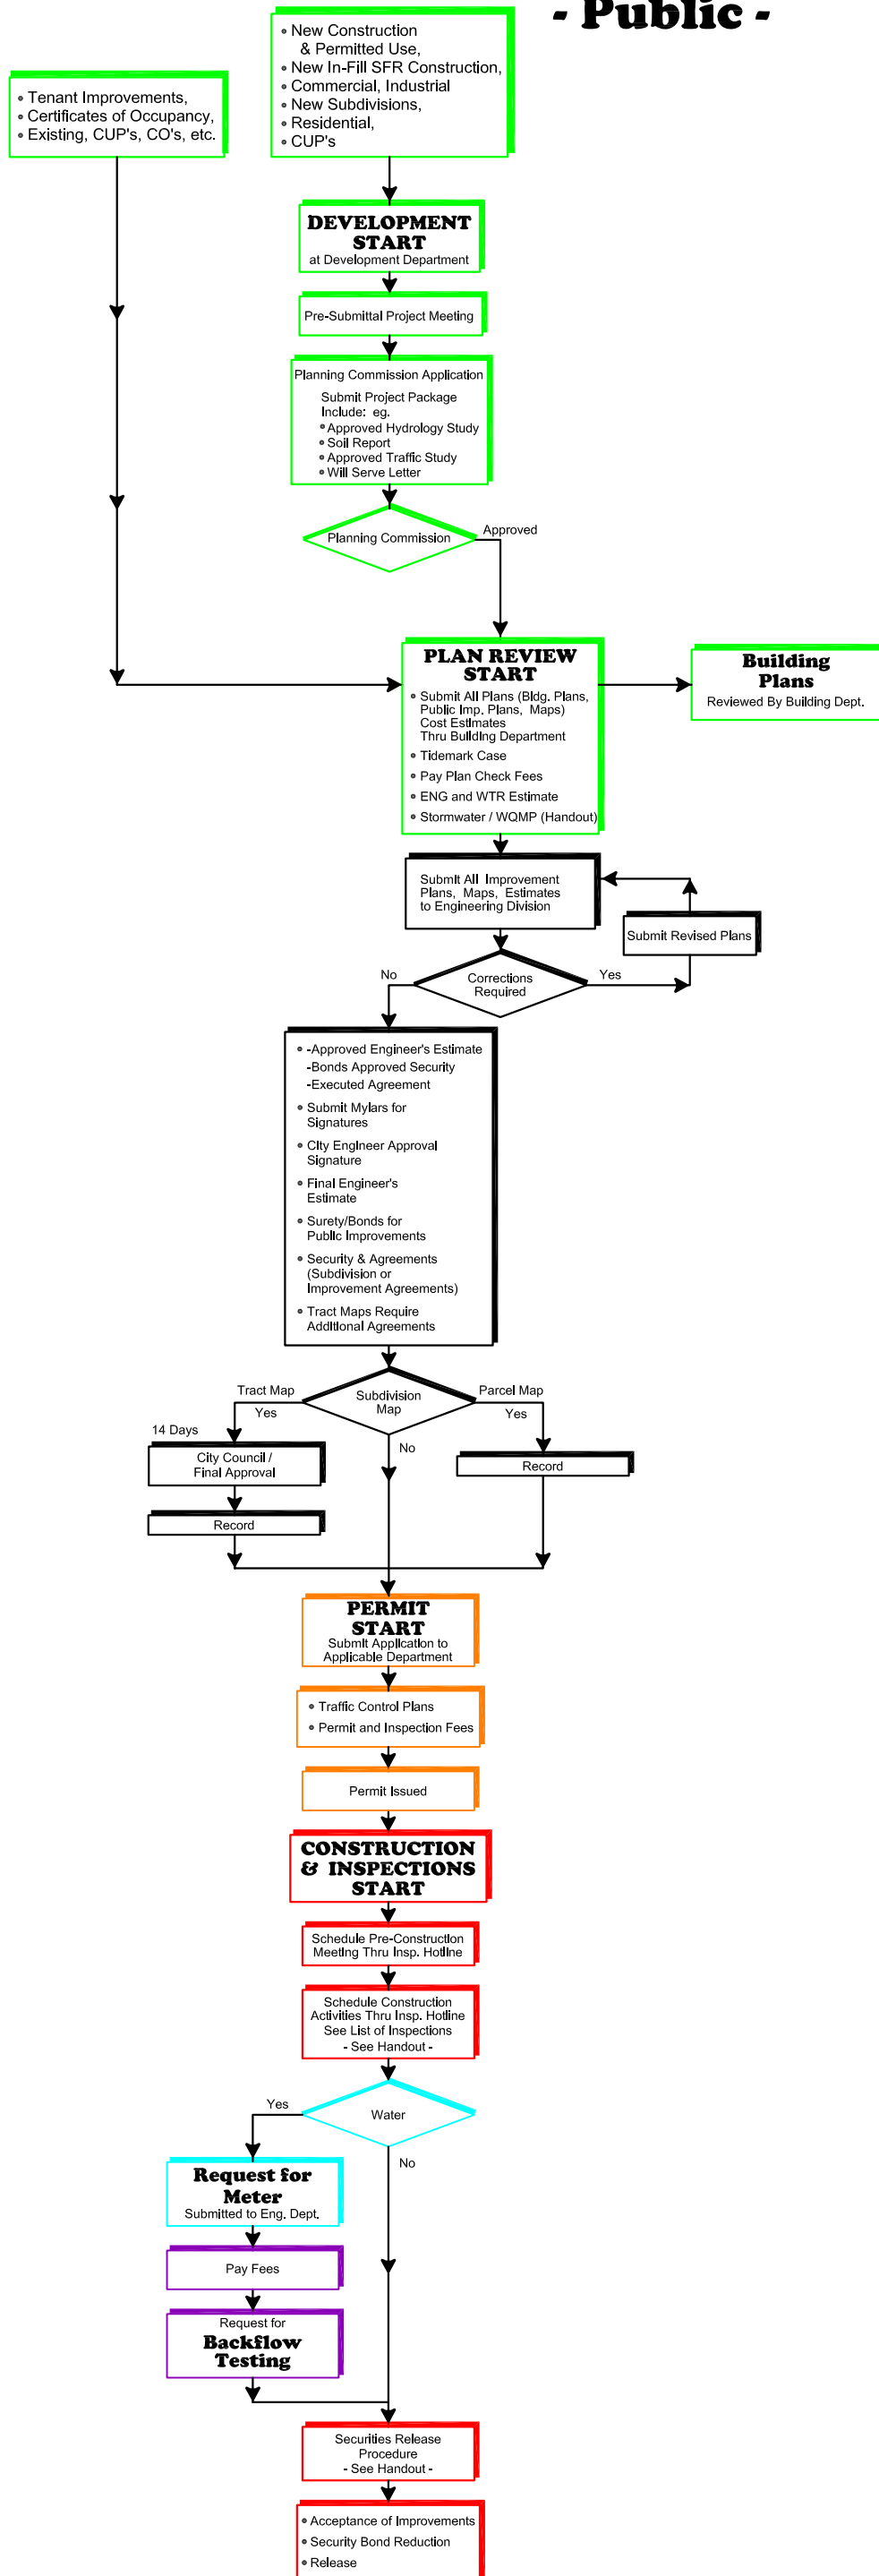 - Public -
• New Construction
& Permitted Use,
• New In-Fill SFR Construction,
• Commercial, Industrial
• New Subdivisions,
• Residential,
• CUP's
• Tenant Improvements,
• Certificates of Occupancy,
• Existing, CUP's, CO's, etc.
DEVELOPMENT
START
at Development Department
Pre-Submittal Project Meeting
Planning Commission Application
Submit Project Package
Include: eg.
• Approved Hydrology Study
• Soil Report
• Approved Traffic Study
• Will Serve Letter
Planning Commission
Approved
PLAN REVIEW
START
• Submit All Plans (Bldg. Plans,
Public Imp. Plans, Maps)
Cost Estimates
Thru Building Department
• Tidemark Case
• Pay Plan Check Fees
• ENG and WTR Estimate
• Stormwater / WQMP (Handout)
Building
Plans
Reviewed By Building Dept.
Submit All Improvement
Plans, Maps, Estimates
to Engineering Division
Submit Revised Plans
No
Corrections
Required
Yes
• -Approved Engineer's Estimate
-Bonds Approved Security
-Executed Agreement
• Submit Mylars for
Signatures
• City Engineer Approval
Signature
• Final Engineer's
Estimate
• Surety/Bonds for
Public Improvements
• Security & Agreements
(Subdivision or
Improvement Agreements)
• Tract Maps Require
Additional Agreements
Tract Map
Yes
Subdivision
Map
Parcel Map
Yes
14 Days
No
City Council /
Final Approval
Record
Record
PERMIT
START
Submit Application to
Applicable Department
• Traffic Control Plans
• Permit and Inspection Fees
Permit Issued
CONSTRUCTION
& INSPECTIONS
START
Schedule Pre-Construction
Meeting Thru Insp. Hotline
Schedule Construction
Activities Thru Insp. Hotline
See List of Inspections
- See Handout -
Yes
Water
No
Request for
Meter
Submitted to Eng. Dept.
Pay Fees
Request for
Backflow
Testing
Securities Release
Procedure
- See Handout -
• Acceptance of Improvements
• Security Bond Reduction
• Release